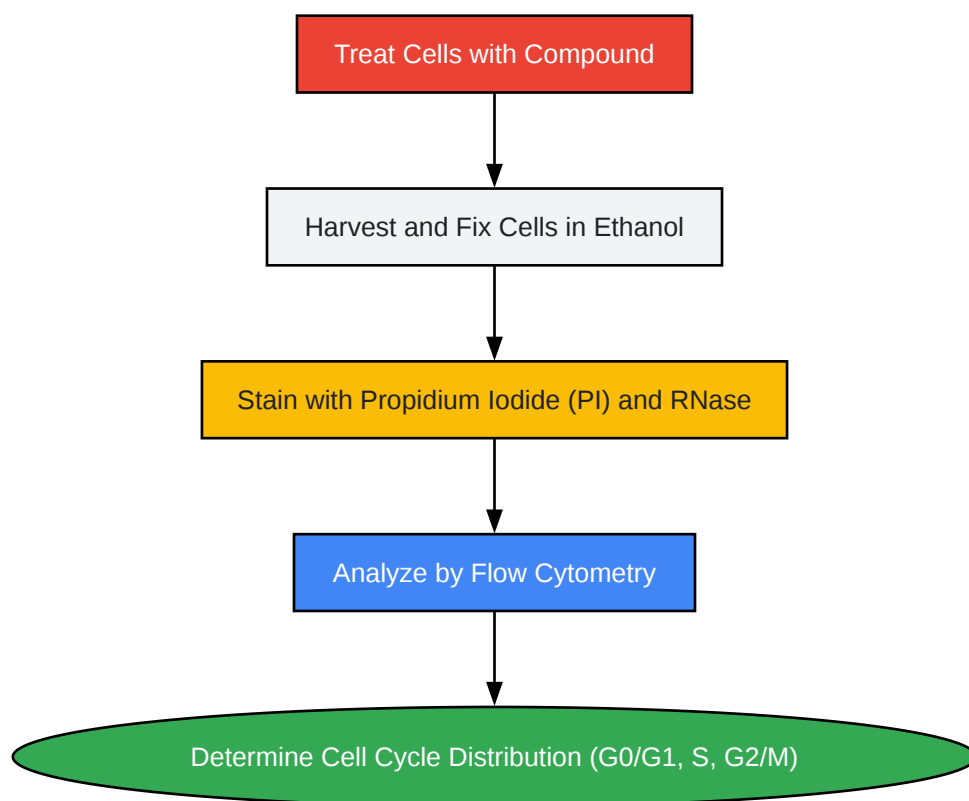 Treat Cells with Compound
Harvest and Fix Cells in Ethanol
Stain with Propidium Iodide (PI) and RNase
Analyze by Flow Cytometry
Determine Cell Cycle Distribution (G0/G1, S, G2/M)